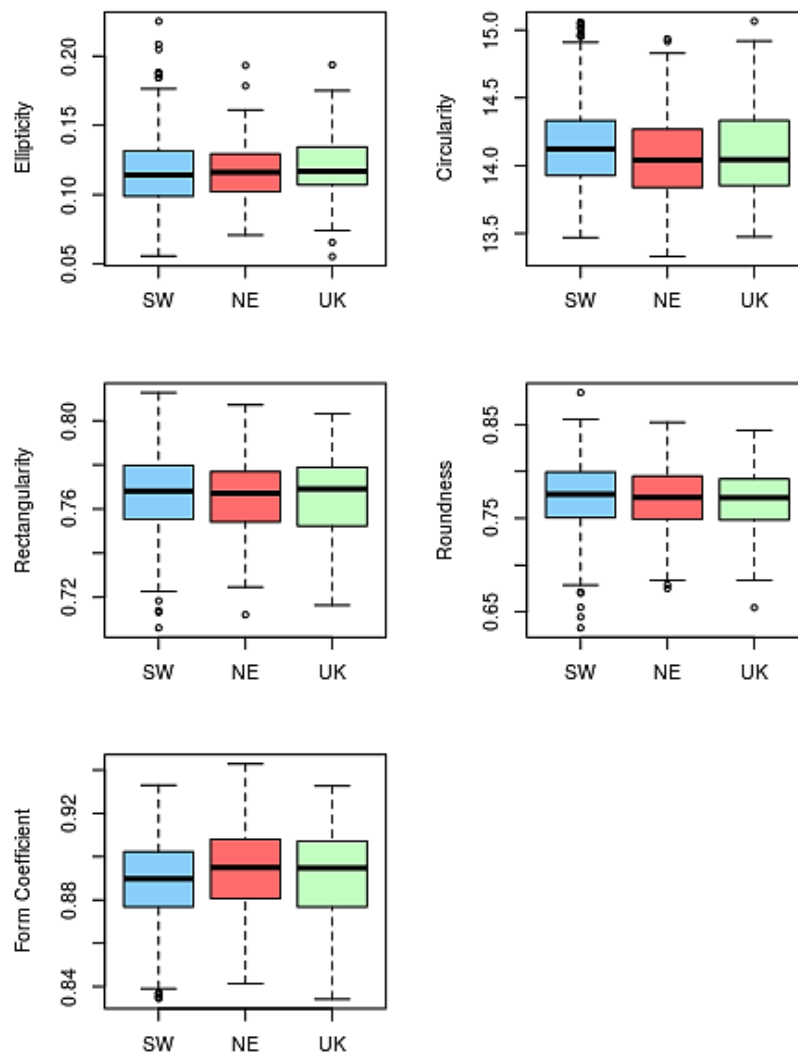 Ellipticity
0.20
0.15
0.10
0.05
SW NE UK
Circularity
15.0
14.5
14.0
13.5
SW NE UK
Rectangularity
0.80
0.76
0.72
SW NE UK
Roundness
0.85
0.75
0.65
SW NE UK
Form Coefficient
0.92
0.88
0.84
SW NE UK